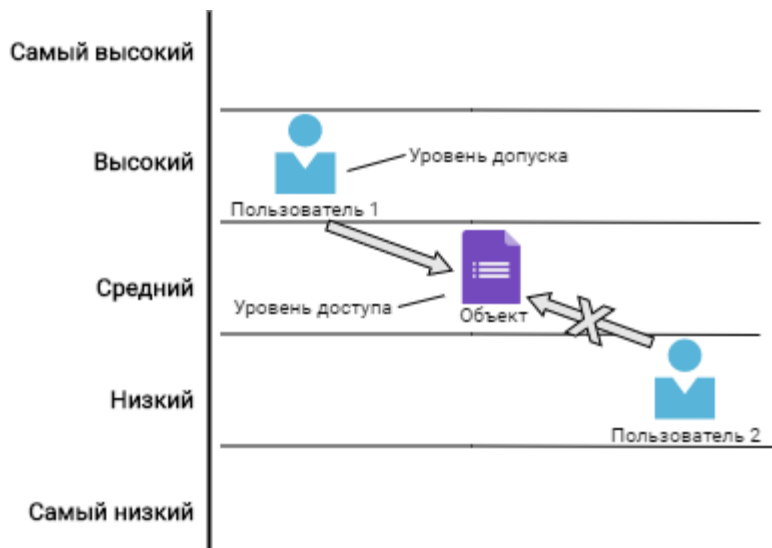 Самый высокий
Высокий
Уровень допуска
Пользователь 1
Средний
Уровень доступа
Объект
Низкий
Пользователь 2
Самый низкий